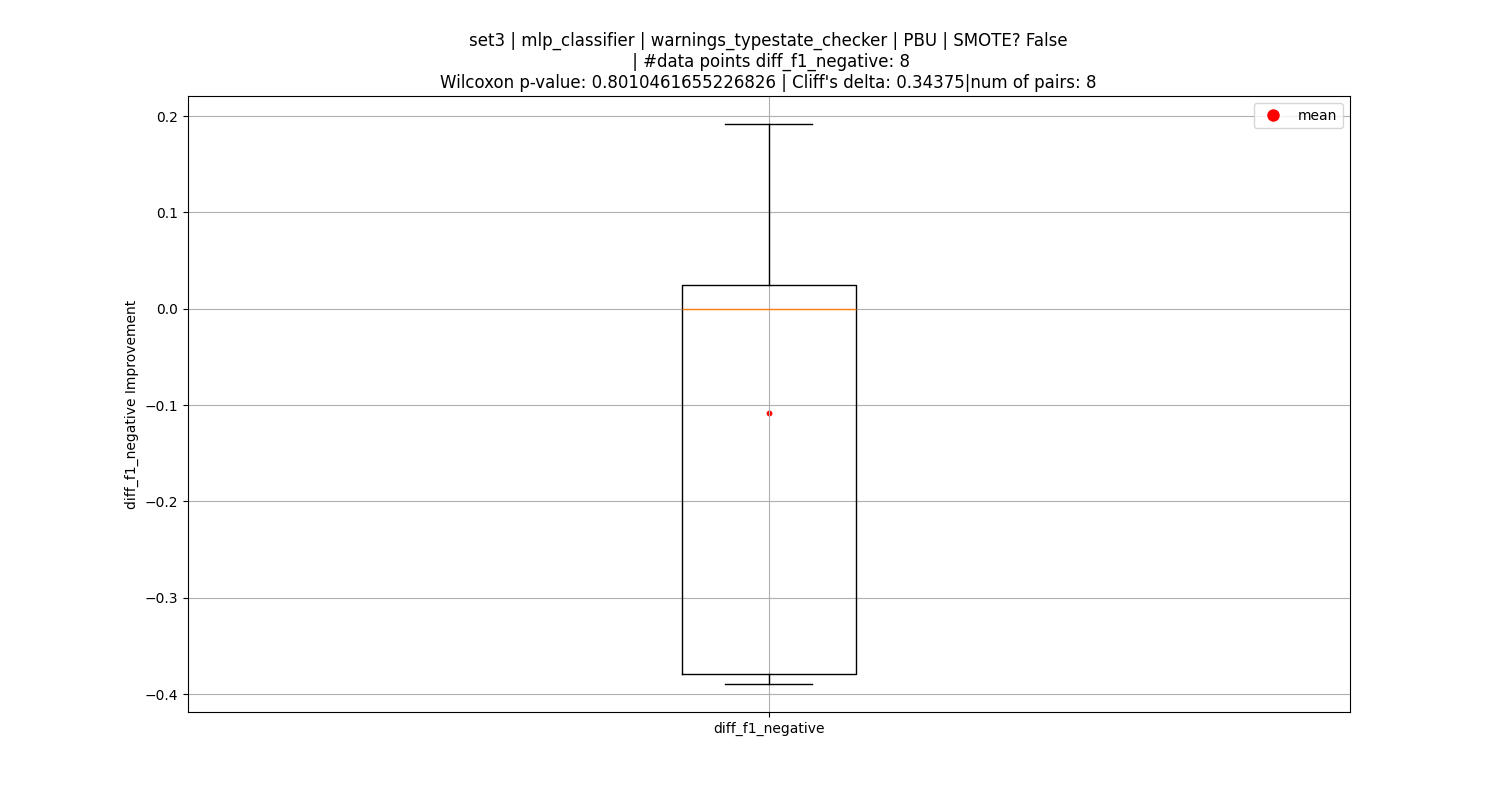 set3 | mlp_classifier | warnings_typestate_checker | PBU | SMOTE? False
| #data points diff_f1_negative: 8
Wilcoxon p-value: 0.8010461655226826 | Cliff's delta: 0.34375|num of pairs: 8
mean
0.2
0.1
0.0
−0.1
−0.2
−0.3
−0.4
diff_f1_negative Improvement
diff_f1_negative